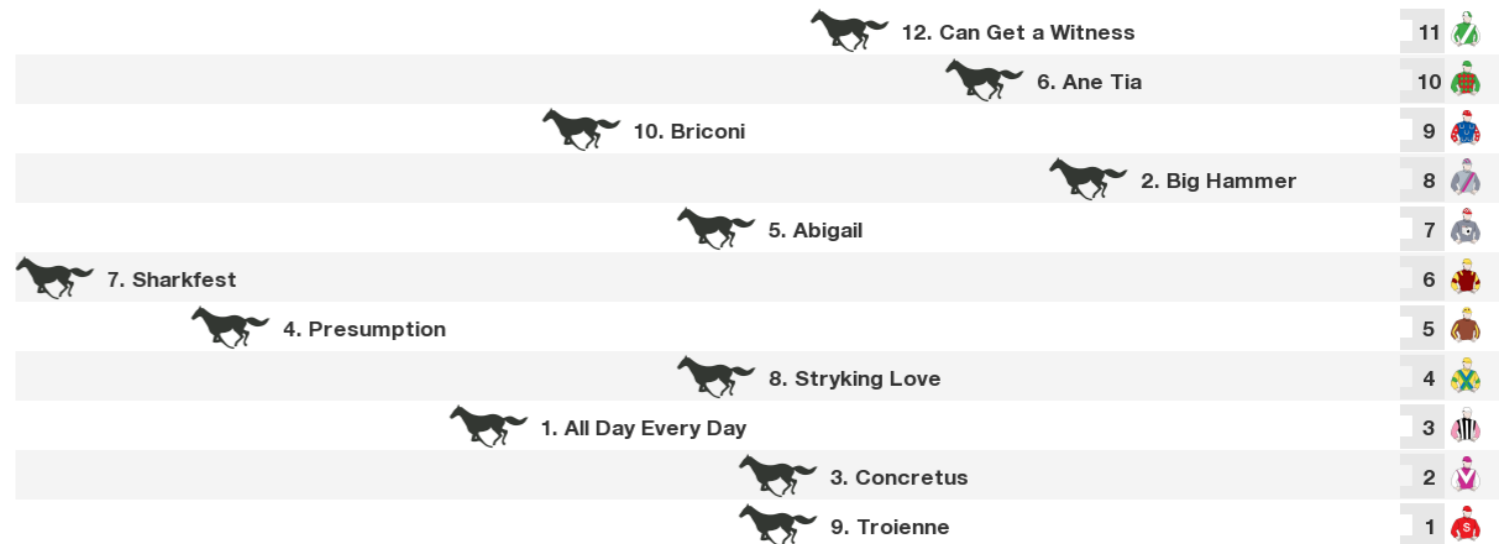 12. Can Get a Witness 11
6. Ane Tia 10
10. Briconi 9
2. Big Hammer 8
5. Abigail 7
7. Sharkfest 6
4. Presumption 5
8. Stryking Love 4
1. All Day Every Day 3
3. Concretus 2
9. Troienne 1 S